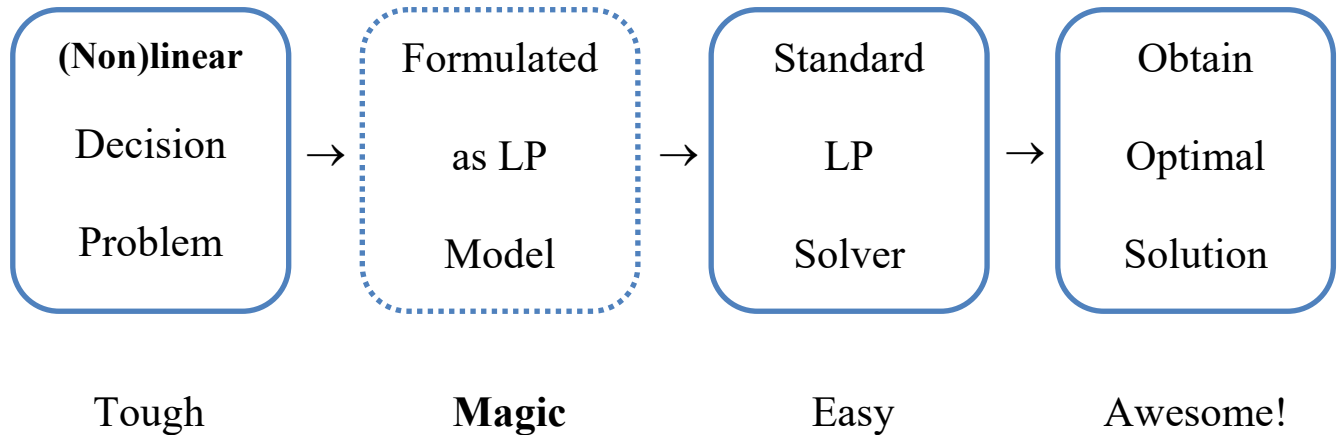 (Non)linear
Decision
Problem
→
Formulated
as LP
Model
→
Standard
LP
Solver
→
Obtain
Optimal
Solution
Tough
Magic
Easy
Awesome!